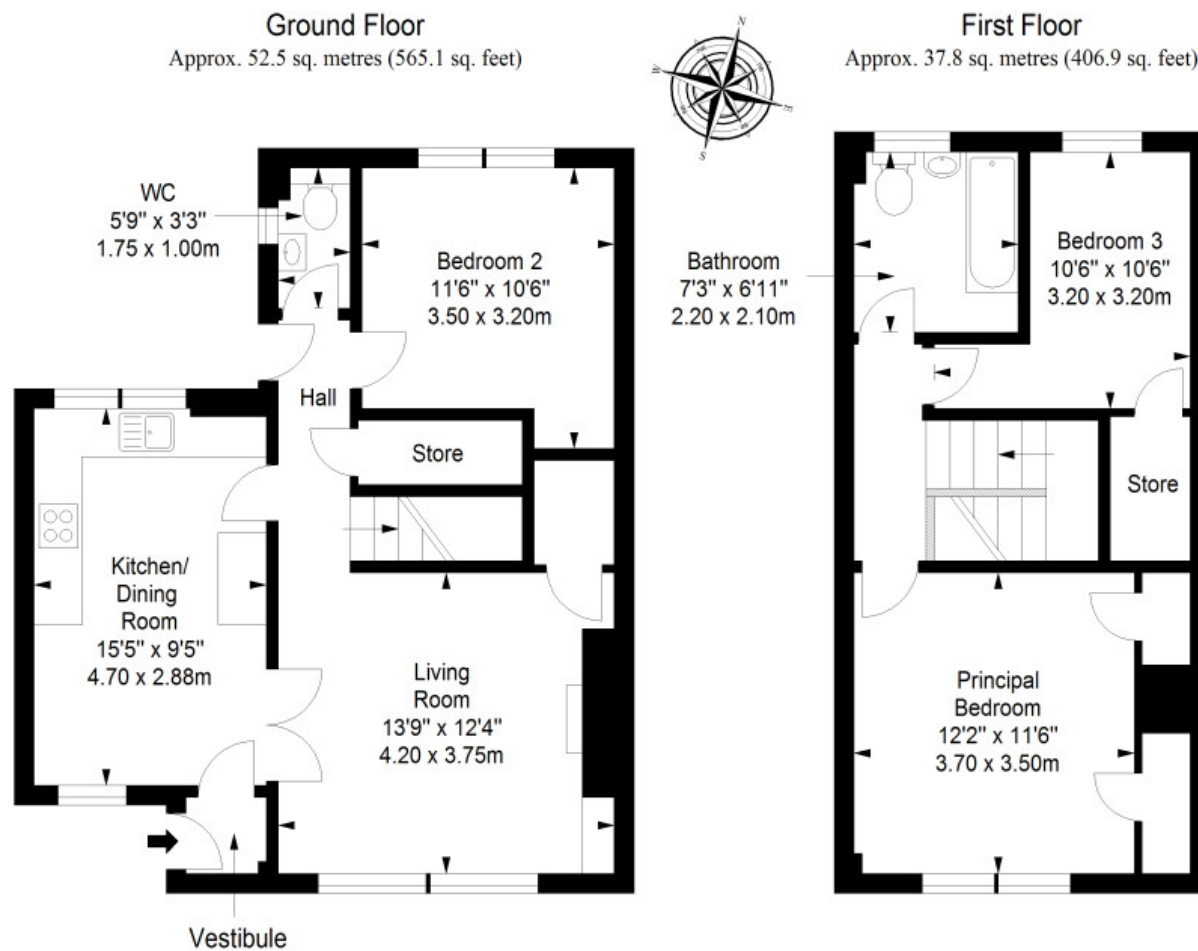 Ground Floor
Approx. 52.5 sq. metres (565.1 sq. feet)
N
E
S
W
First Floor
Approx. 37.8 sq. metres (406.9 sq. feet)
WC
5'9" x 3'3"
1.75 x 1.00m
Bedroom 2
11'6" x 10'6"
3.50 x 3.20m
Hall
Store
Kitchen/
Dining
Room
15'5" x 9'5"
4.70 x 2.88m
Living
Room
13'9" x 12'4"
4.20 x 3.75m
Vestibule
Bathroom
7'3" x 6'11"
2.20 x 2.10m
Bedroom 3
10'6" x 10'6"
3.20 x 3.20m
Store
Principal
Bedroom
12'2" x 11'6"
3.70 x 3.50m